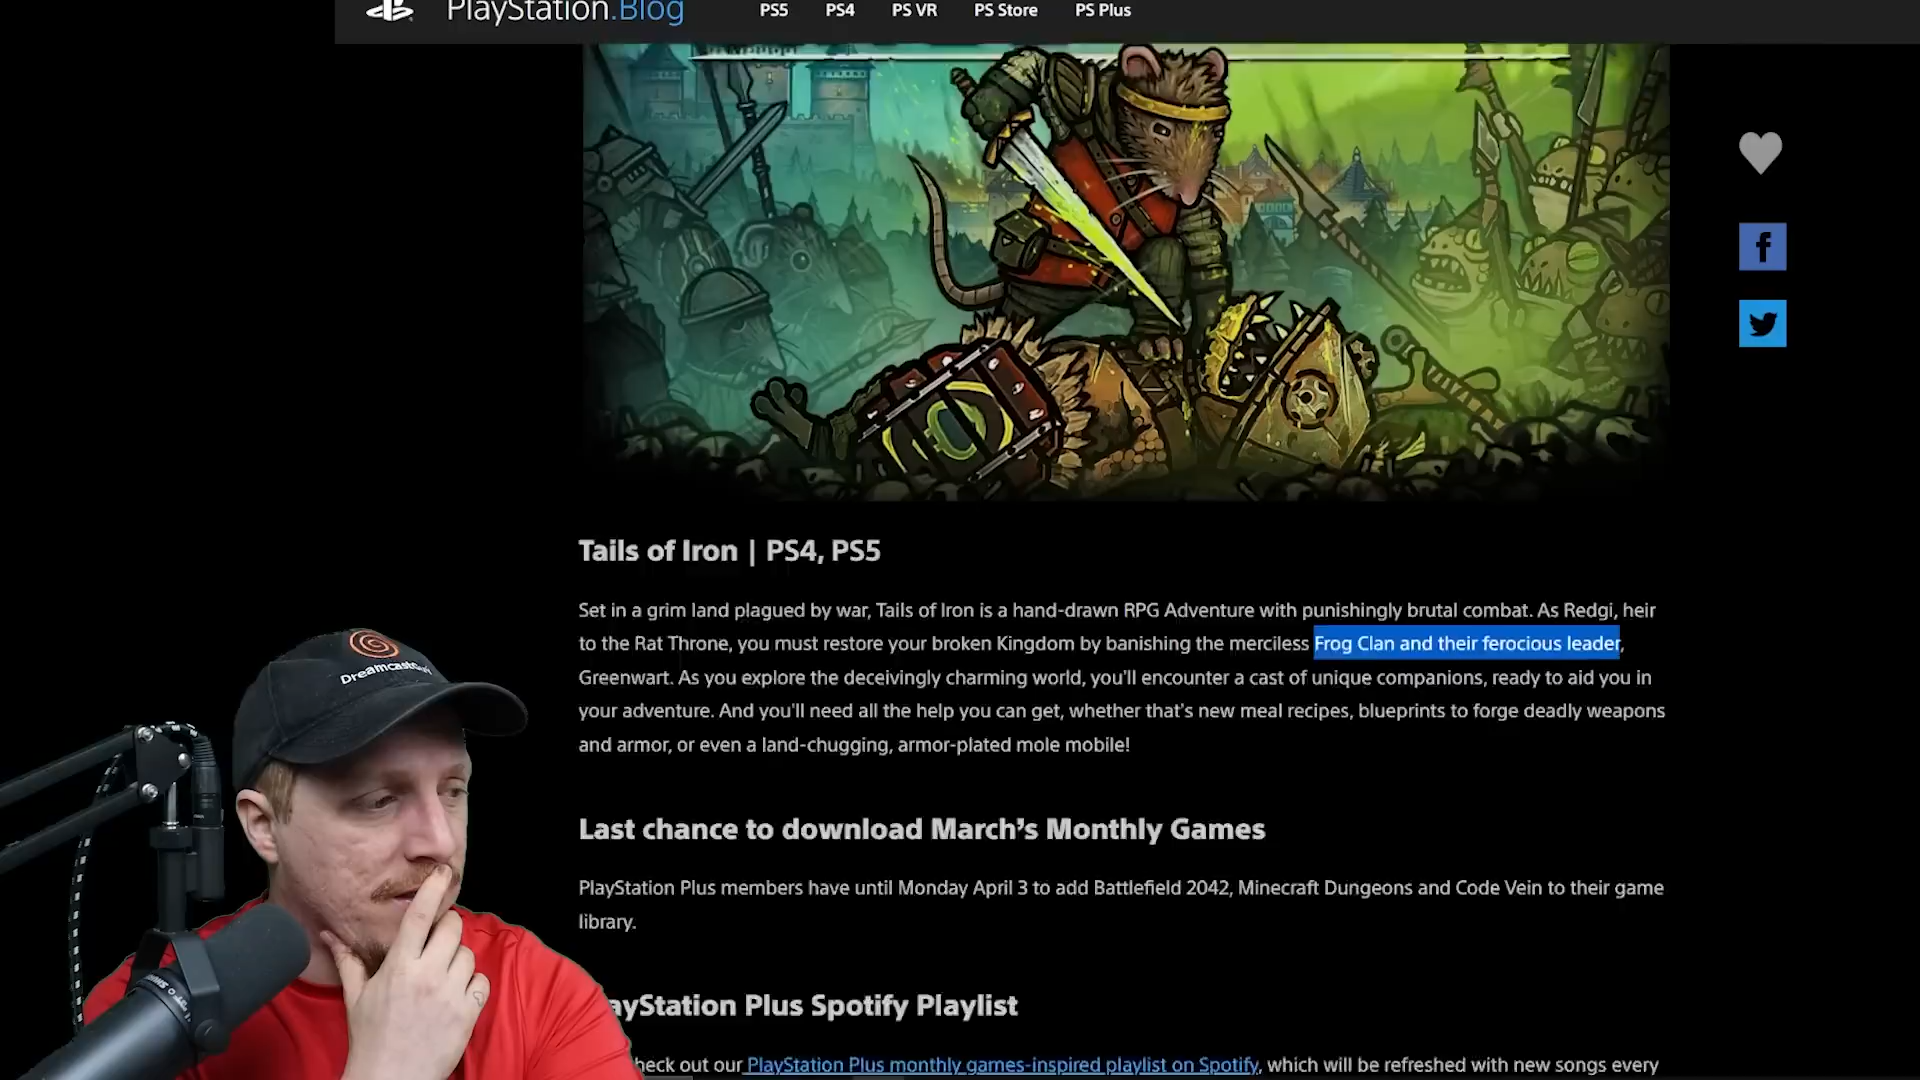 PlayStation.Blog
PS5 PS4 PS VR PS Store PS Plus
Tails of Iron | PS4, PS5
Set in a grim land plagued by war, Tails of Iron is a hand-drawn RPG Adventure with punishingly brutal combat. As Redgi, heir
to the Rat Throne, you must restore your broken Kingdom by banishing the merciless Frog Clan and their ferocious leader,
Greenwart. As you explore the deceivingly charming world, you'll encounter a cast of unique companions, ready to aid you in
your adventure. And you'll need all the help you can get, whether that's new meal recipes, blueprints to forge deadly weapons
and armor, or even a land-chugging, armor-plated mole mobile!
Last chance to download March's Monthly Games
PlayStation Plus members have until Monday April 3 to add Battlefield 2042, Minecraft Dungeons and Code Vein to their game
library.
ayStation Plus Spotify Playlist
heck out our PlayStation Plus monthly games-inspired playlist on Spotify, which will be refreshed with new songs every
DreamcastGuy